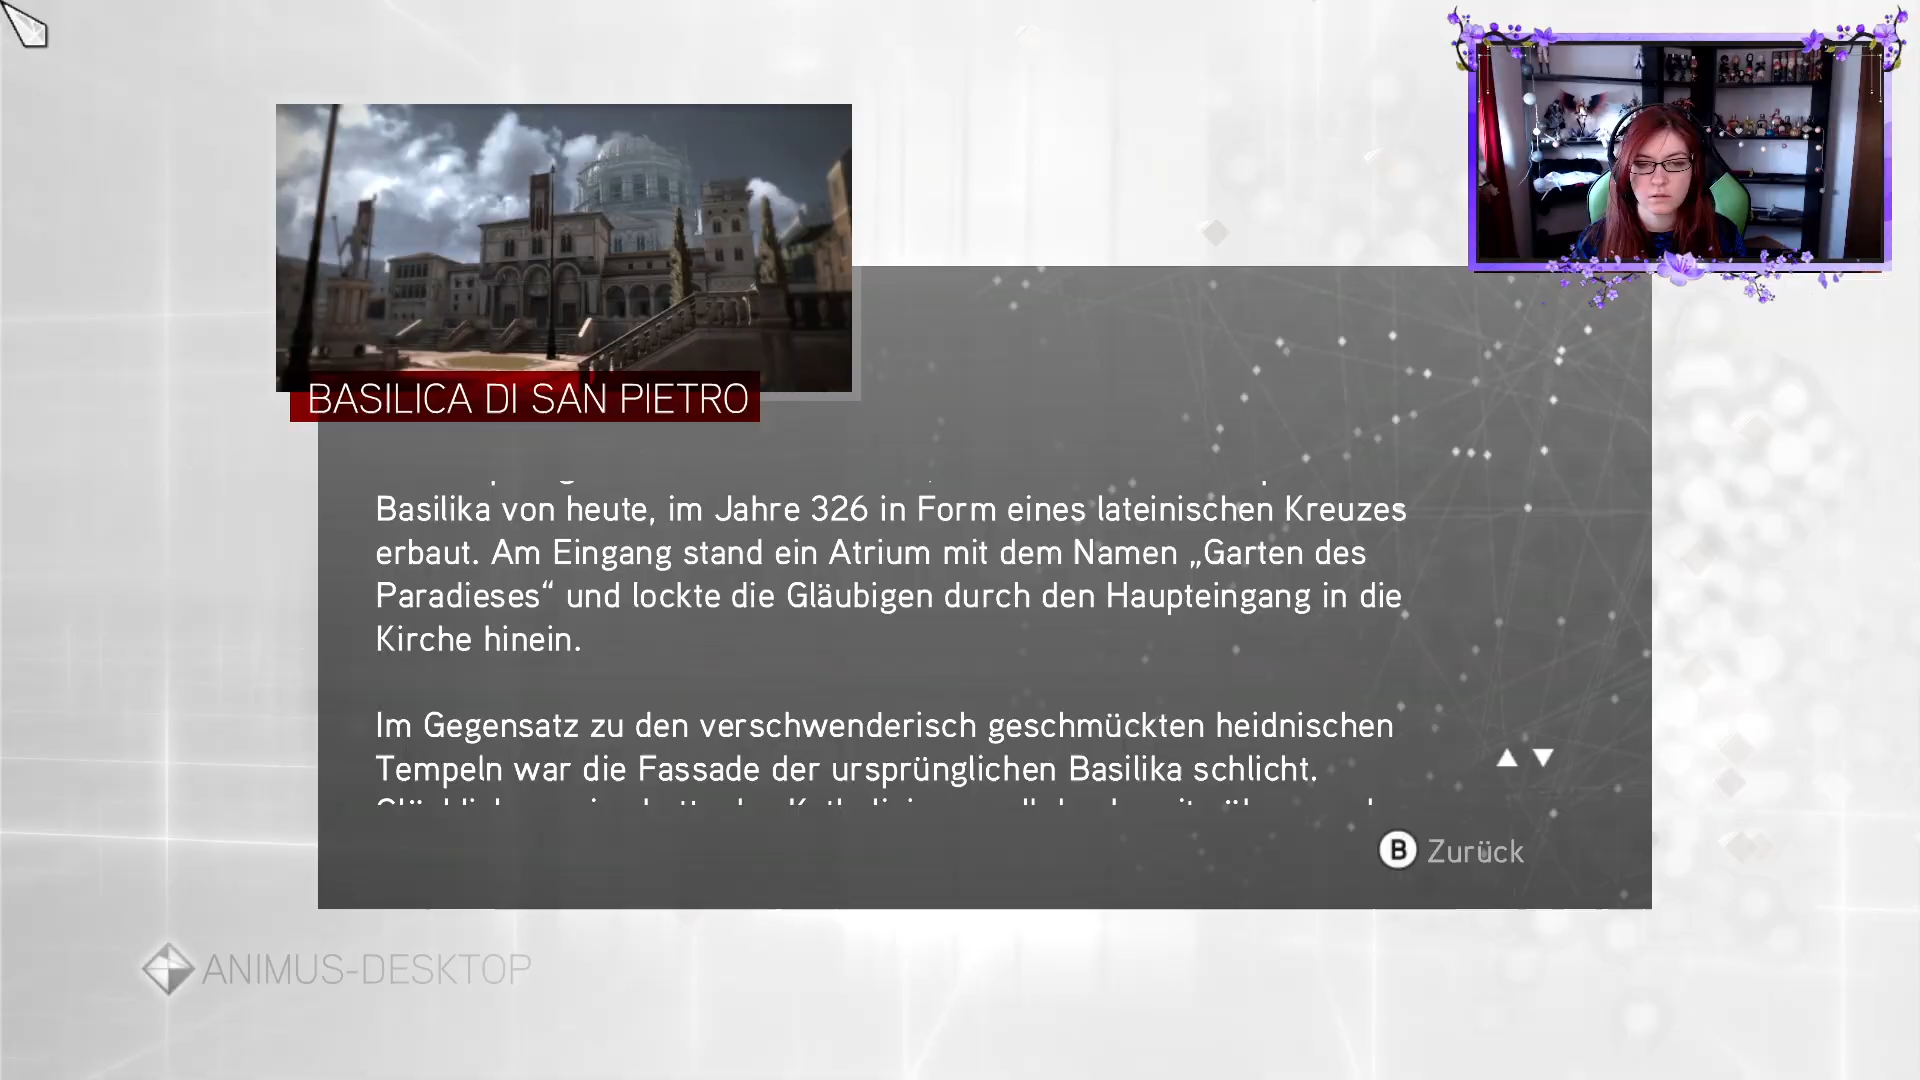 BASILICA DI SAN PIETRO
Basilika von heute, im Jahre 326 in Form eines lateinischen Kreuzes
erbaut. Am Eingang stand ein Atrium mit dem Namen „Garten des
Paradieses“ und lockte die Gläubigen durch den Haupteingang in die
Kirche hinein.
Im Gegensatz zu den verschwenderisch geschmückten heidnischen
Tempeln war die Fassade der ursprünglichen Basilika schlicht.
B Zurück
ANIMUS-DESKTOP